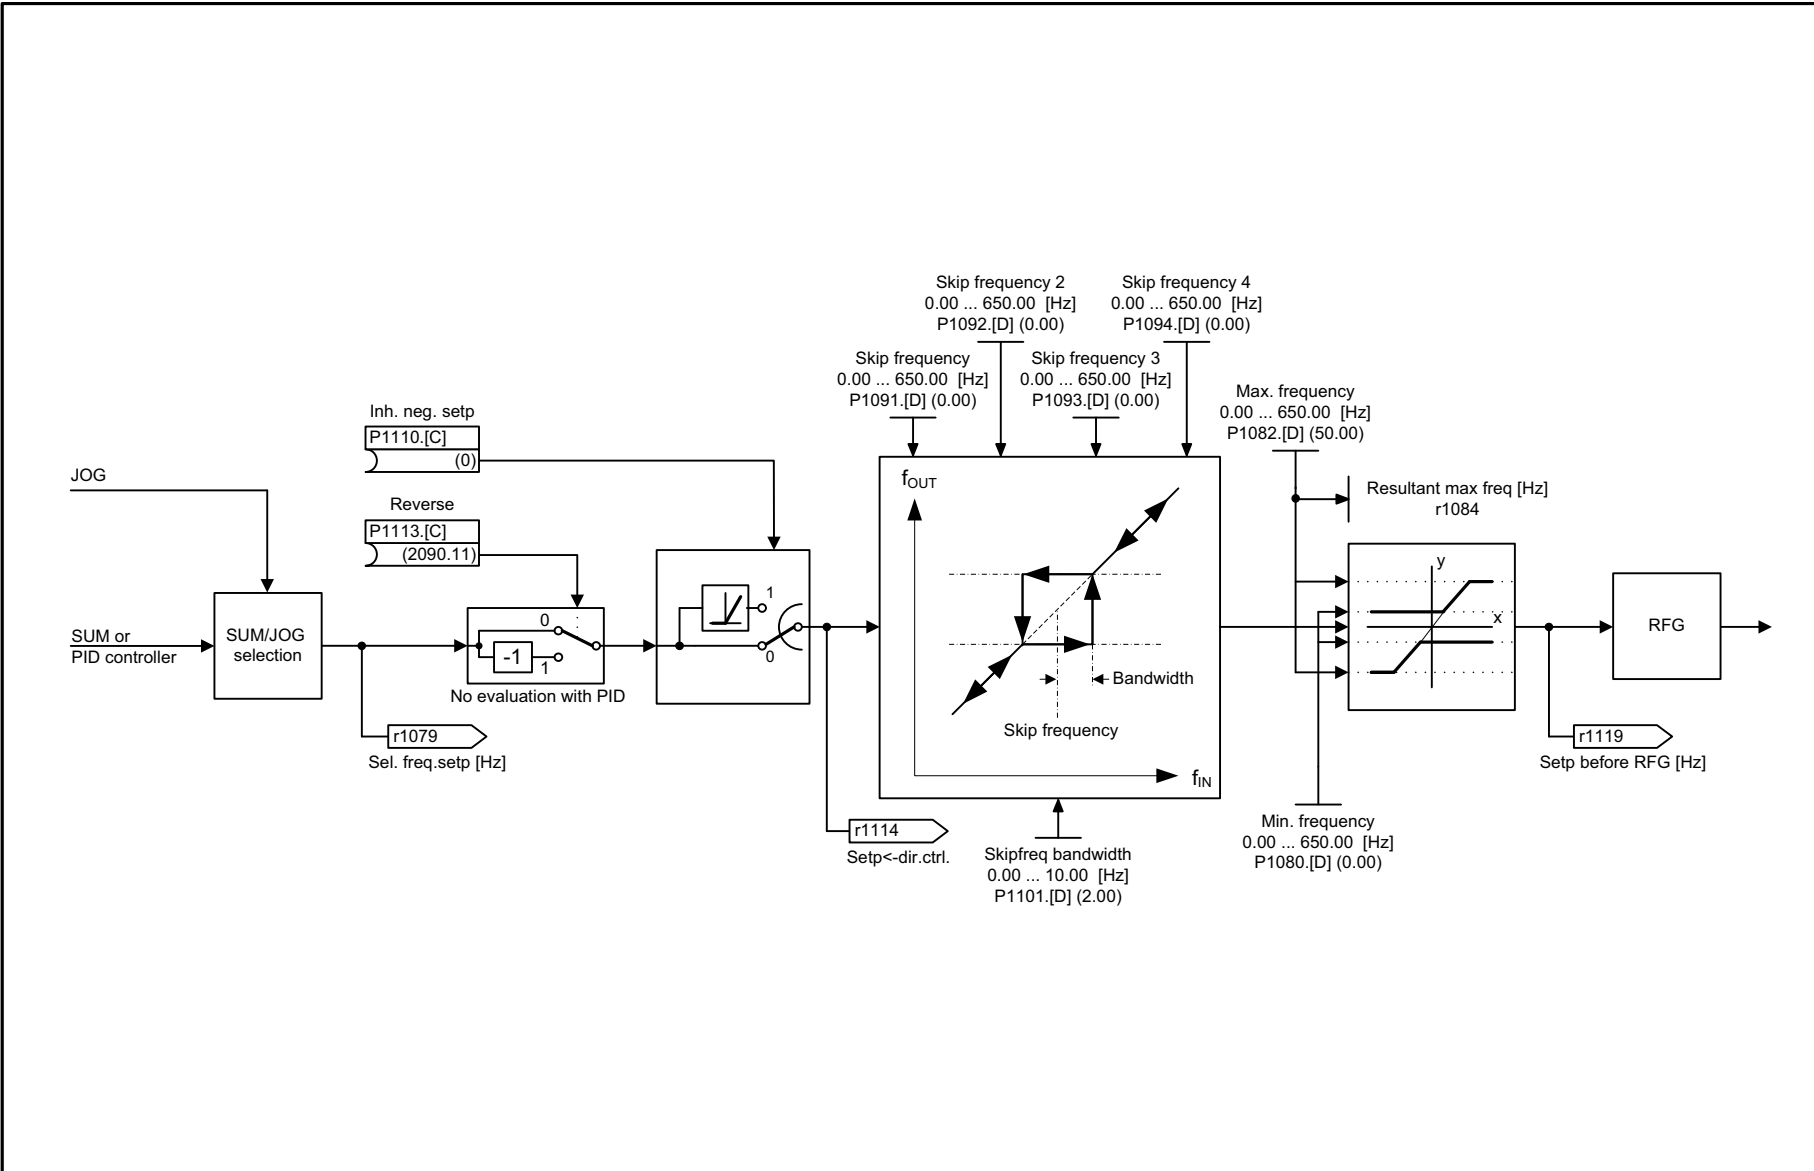 Skip frequency 2
0.00 ... 650.00  [Hz]
P1092.[D] (0.00)
Skip frequency 4
0.00 ... 650.00  [Hz]
P1094.[D] (0.00)
Skip frequency
0.00 ... 650.00  [Hz]
P1091.[D] (0.00)
Skip frequency 3
0.00 ... 650.00  [Hz]
P1093.[D] (0.00)
Max. frequency
0.00 ... 650.00  [Hz]
P1082.[D] (50.00)
Inh. neg. setp
P1110.[C]
(0)
JOG
Reverse
P1113.[C]
(2090.11)
Resultant max freq [Hz]
r1084
SUM or
PID controller
SUM/JOG
selection
0
-1
1
No evaluation with PID
1
0
fOUT
Bandwidth
Skip frequency
fIN
y
x
RFG
r1079
Sel. freq.setp [Hz]
r1119
Setp before RFG [Hz]
r1114
Setp<-dir.ctrl.
Skipfreq bandwidth
0.00 ... 10.00  [Hz]
P1101.[D] (2.00)
Min. frequency
0.00 ... 650.00  [Hz]
P1080.[D] (0.00)